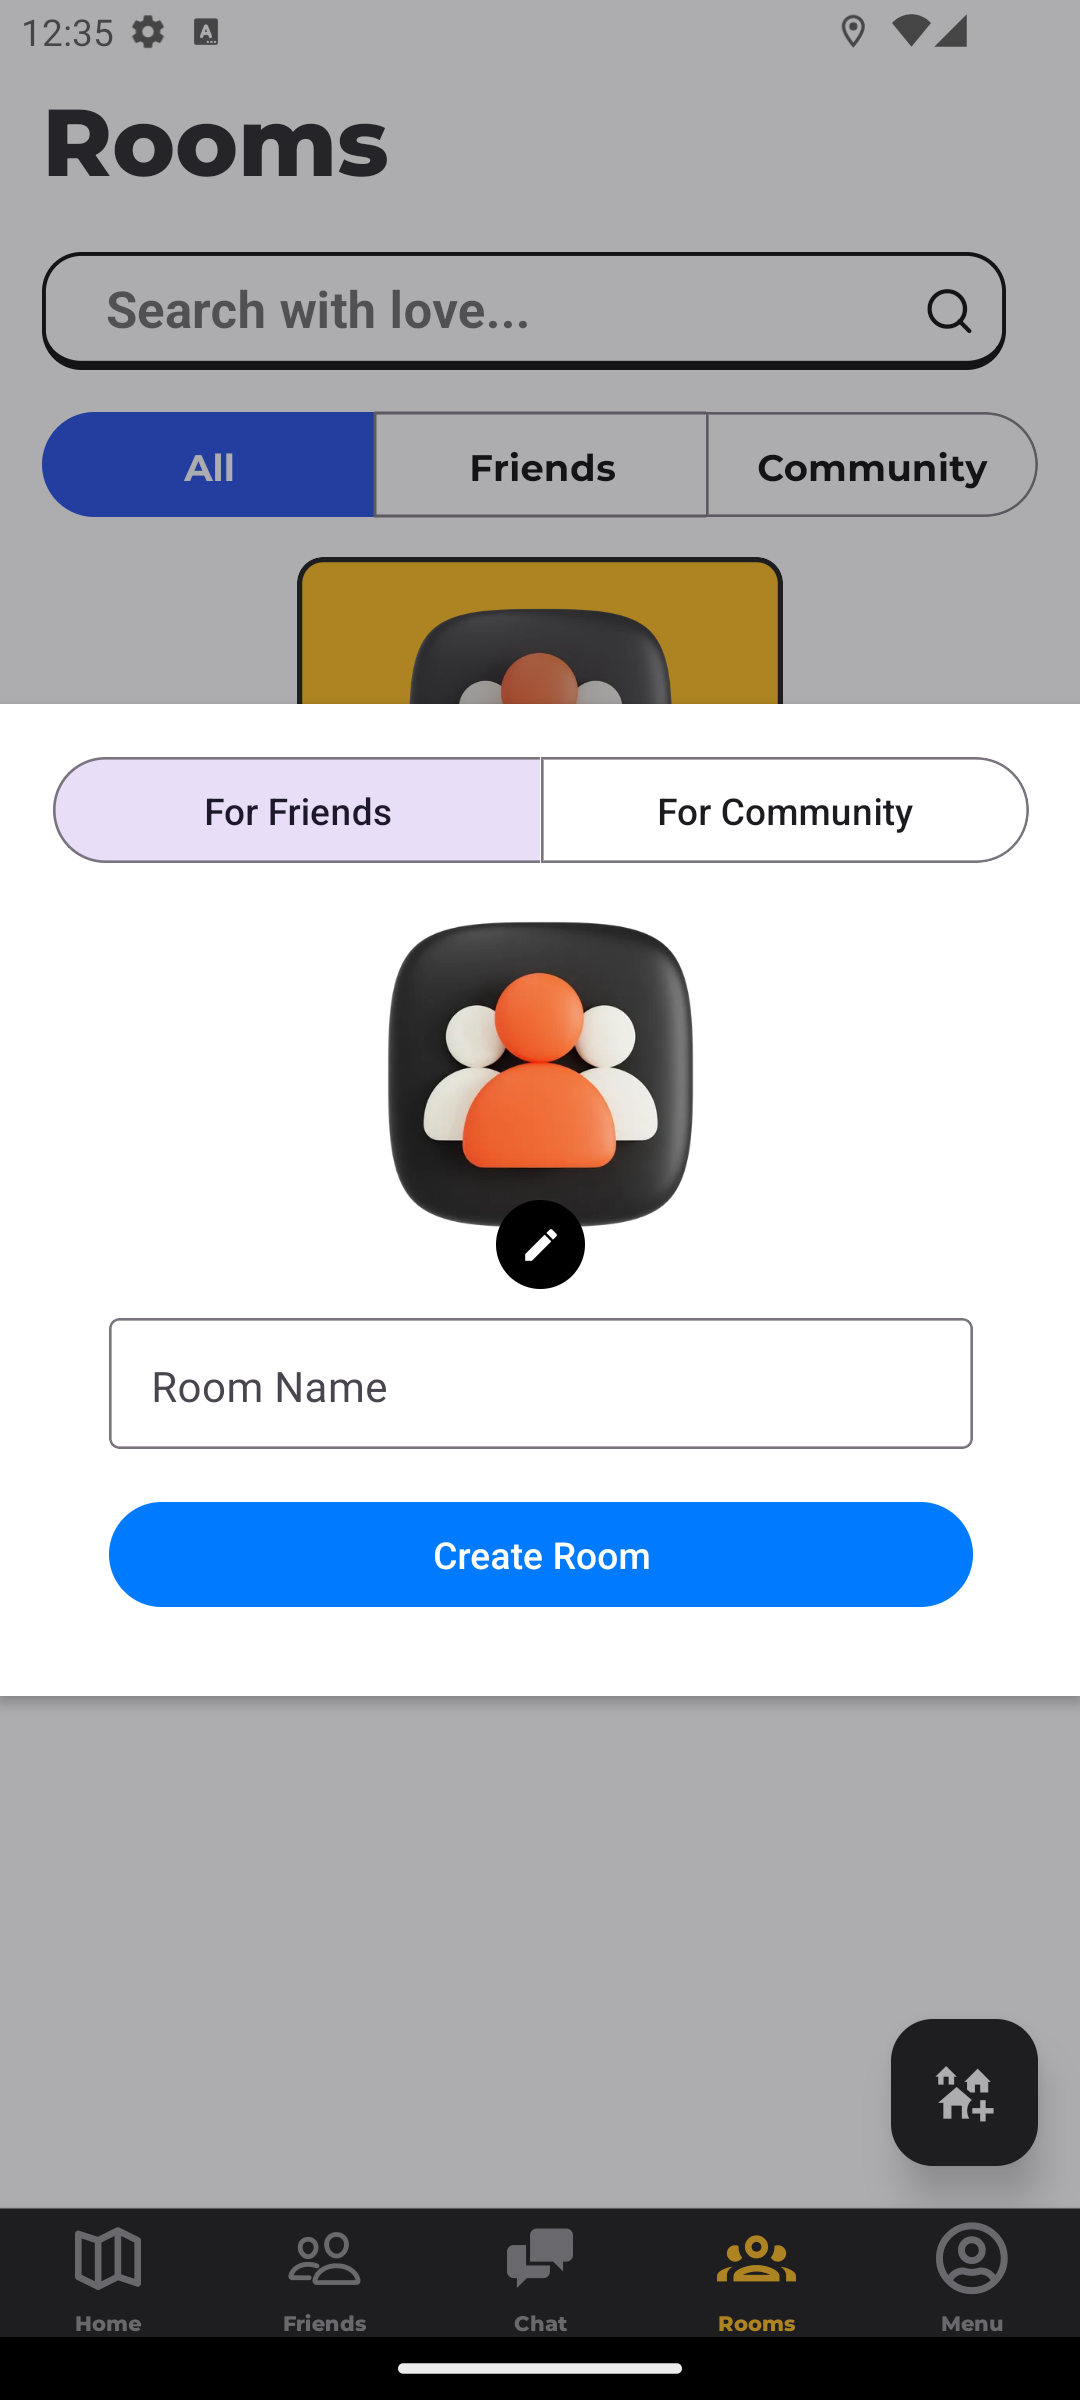 12:35
Rooms
Search with love...
All
Friends
Community
For Friends
For Community
Room Name
Create Room
Home
Friends
Chat
Rooms
Menu